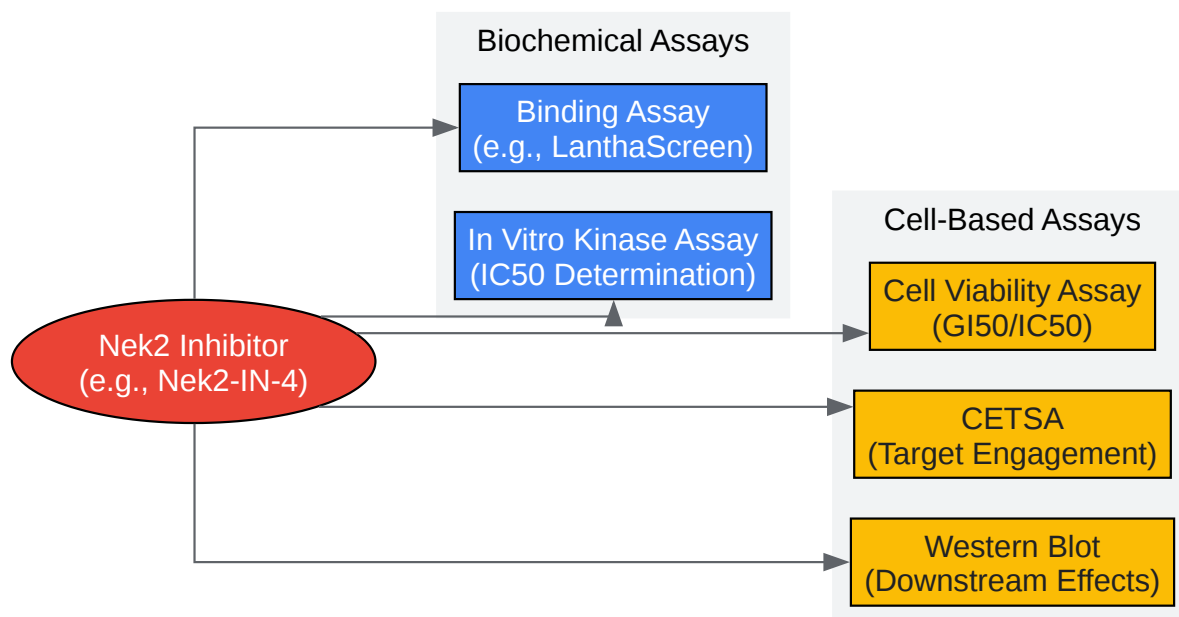 Biochemical Assays
Binding Assay
(e.g., LanthaScreen)
In Vitro Kinase Assay
(IC50 Determination)
Nek2 Inhibitor
(e.g., Nek2-IN-4)
Cell-Based Assays
Cell Viability Assay
(GI50/IC50)
CETSA
(Target Engagement)
Western Blot
(Downstream Effects)